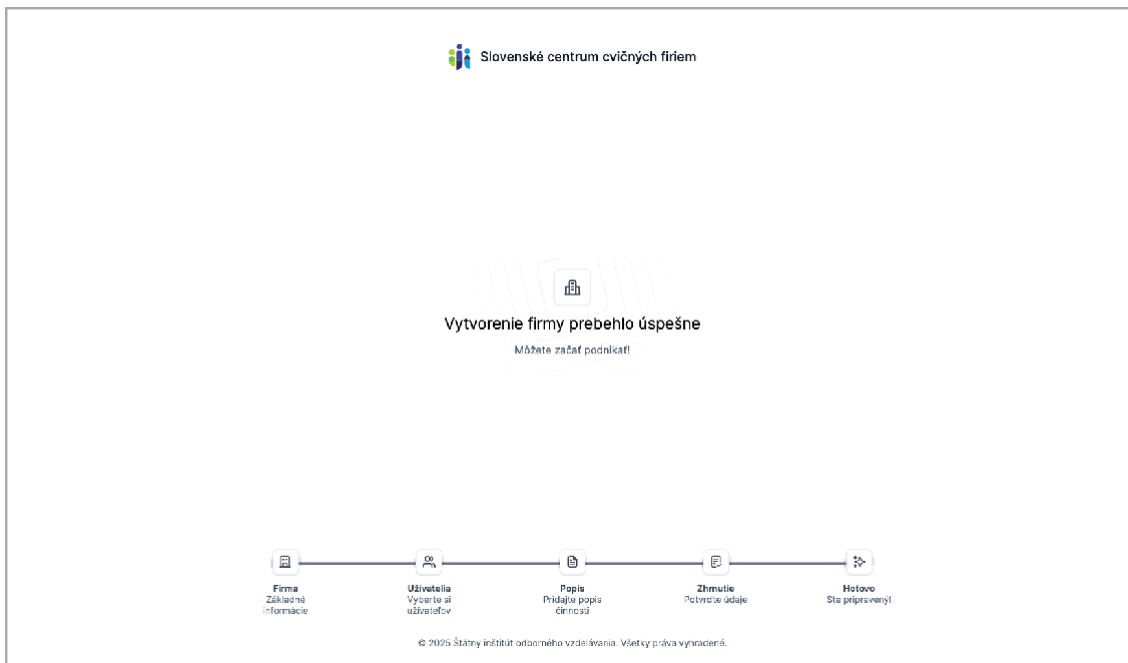 Slovenské centrum cvičných firiem
Vytvorenie firmy prebehlo úspešne
Môžete začať podnikať!
Firma
Základné
informácie
Užívatelia
Vyberte si
užívateľov
Popis
Pridajte popis
činnosti
Zhrnutie
Potvrďte údaje
Hotovo
Ste pripravený!
© 2025 Štátny inštitút odborného vzdelávania. Všetky práva vyhradené.